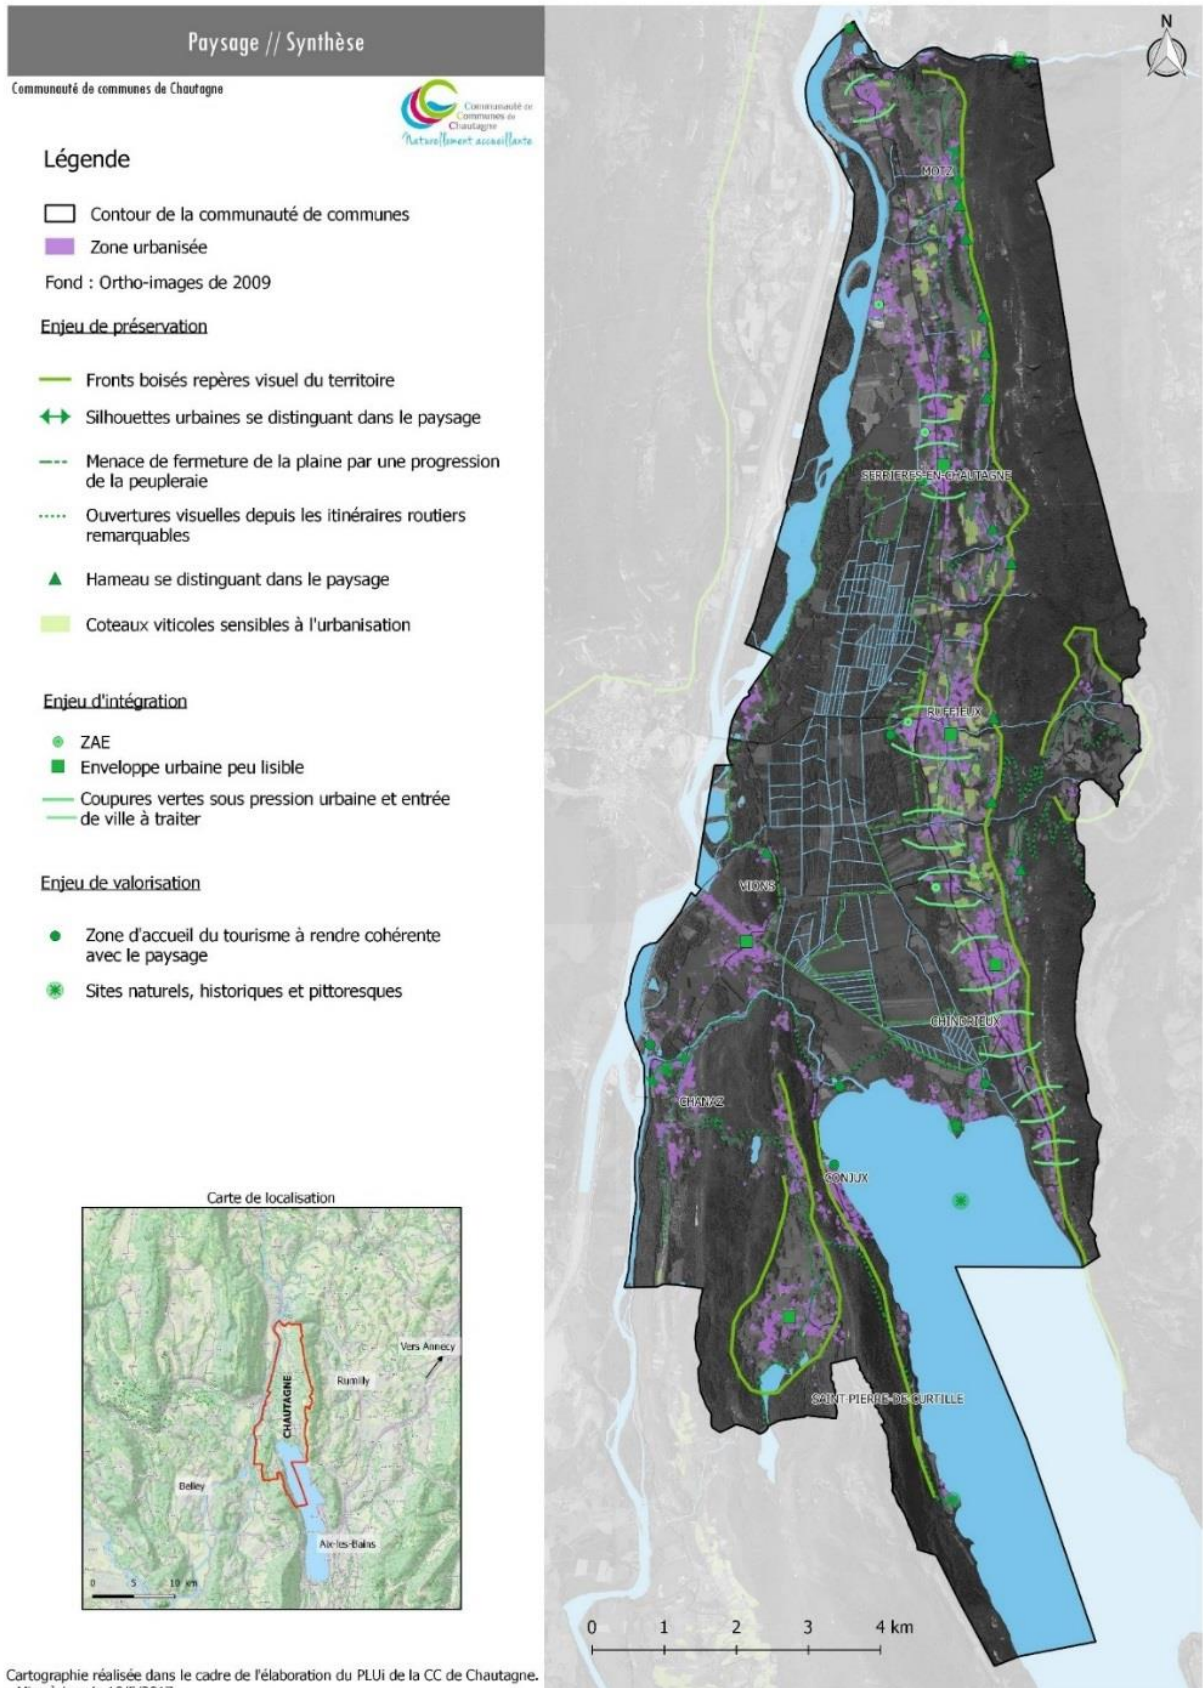 Paysage // Synthèse
Communauté de communes de Chautagne
Communauté de
Communes de
Chautagne
Naturellement accueillante
Légende
Contour de la communauté de communes
Zone urbanisée
Fond : Ortho-images de 2009
Enjeu de préservation
Fronts boisés repères visuel du territoire
Silhouettes urbaines se distinguant dans le paysage
Menace de fermeture de la plaine par une progression
de la peupleraie
Ouvertures visuelles depuis les itinéraires routiers
remarquables
Hameau se distinguant dans le paysage
Coteaux viticoles sensibles à l'urbanisation
Enjeu d'intégration
ZAE
Enveloppe urbaine peu lisible
Coupures vertes sous pression urbaine et entrée
de ville à traiter
Enjeu de valorisation
Zone d'accueil du tourisme à rendre cohérente
avec le paysage
Sites naturels, historiques et pittoresques
Carte de localisation
Vers Annecy
Rumilly
CHAUTAGNE
Belley
Aix-les-Bains
0 5 10 km
N
MOTZ
SERRIERES-EN-CHAUTAGNE
RUFFIEUX
VIONS
CHINDRIEUX
CHANAZ
CONJUX
SAINT-PIERRE-DE-CURTILLE
0 1 2 3 4 km
Cartographie réalisée dans le cadre de l'élaboration du PLUi de la CC de Chautagne.